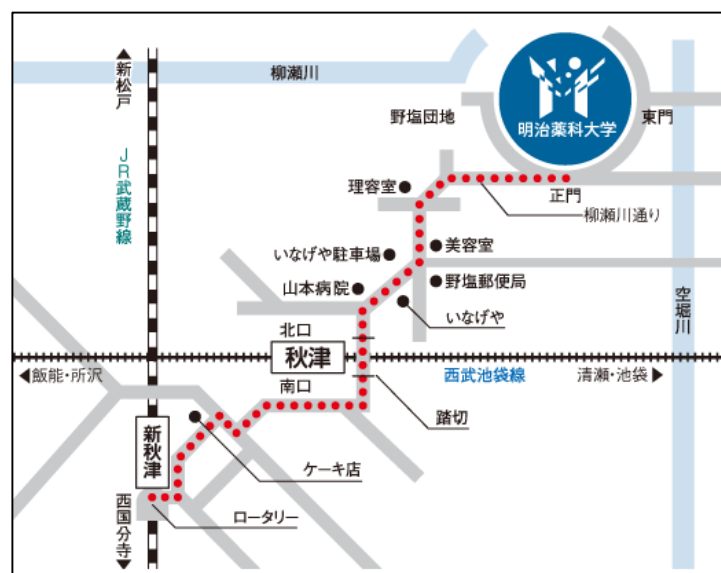 ▲新松戸
柳瀬川
野塩団地
明治薬科大学
東門
JR武蔵野線
理容室
正門
柳瀬川通り
いなげや駐車場
美容室
山本病院
野塩郵便局
いなげや
空堀川
北口
秋津
◀飯能・所沢
西武池袋線
清瀬・池袋▶
南口
踏切
新秋津
ケーキ店
ロータリー
西国分寺▼